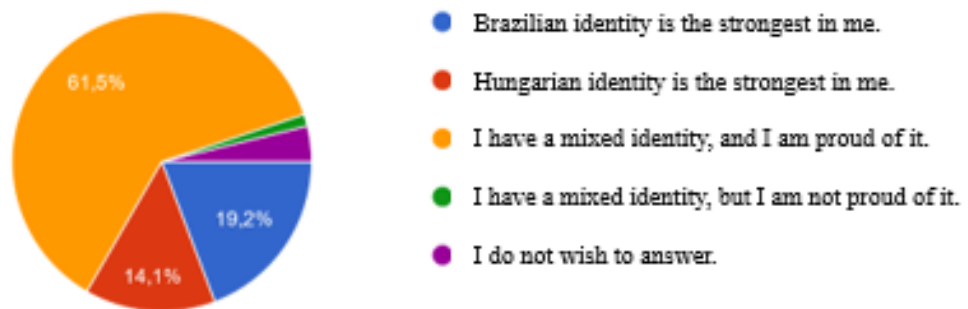 61,5%
19,2%
14,1%
Brazilian identity is the strongest in me.
Hungarian identity is the strongest in me.
I have a mixed identity, and I am proud of it.
I have a mixed identity, but I am not proud of it.
I do not wish to answer.